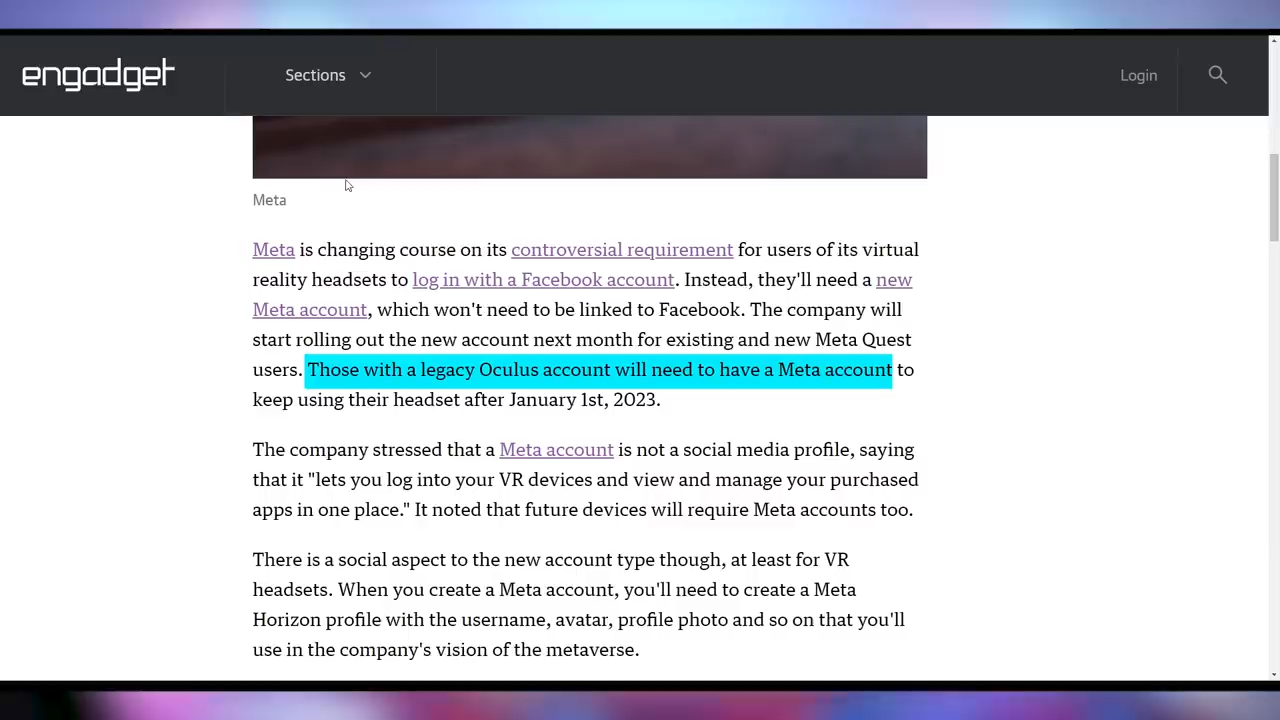 engadget
Sections
Login
Meta
Meta is changing course on its controversial requirement for users of its virtual
reality headsets to log in with a Facebook account. Instead, they'll need a new
Meta account, which won't need to be linked to Facebook. The company will
start rolling out the new account next month for existing and new Meta Quest
users. Those with a legacy Oculus account will need to have a Meta account to
keep using their headset after January 1st, 2023.
The company stressed that a Meta account is not a social media profile, saying
that it "lets you log into your VR devices and view and manage your purchased
apps in one place." It noted that future devices will require Meta accounts too.
There is a social aspect to the new account type though, at least for VR
headsets. When you create a Meta account, you'll need to create a Meta
Horizon profile with the username, avatar, profile photo and so on that you'll
use in the company's vision of the metaverse.